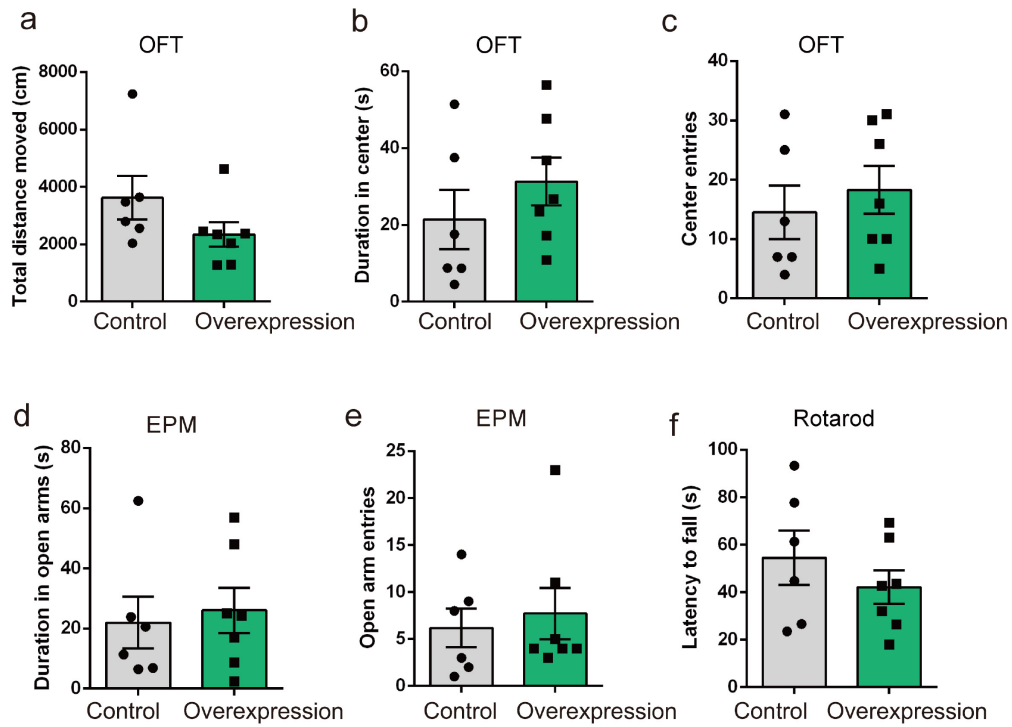 a
OFT
Total distance moved (cm)
8000
6000
4000
2000
0
Control Overexpression
b
OFT
Duration in center (s)
60
40
20
0
Control Overexpression
c
OFT
Center entries
40
30
20
10
0
Control Overexpression
d
EPM
Duration in open arms (s)
80
60
40
20
0
Control Overexpression
e
EPM
Open arm entries
25
20
15
10
5
0
Control Overexpression
f
Rotarod
Latency to fall (s)
100
80
60
40
20
0
Control Overexpression